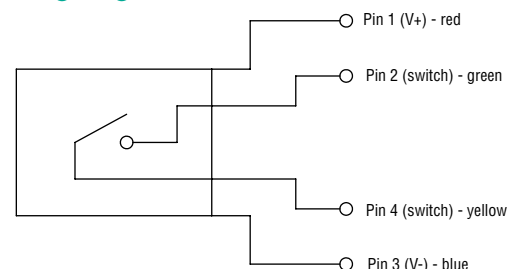 Pin 1 (V+) - red
Pin 2 (switch) - green
Pin 4 (switch) - yellow
Pin 3 (V-) - blue